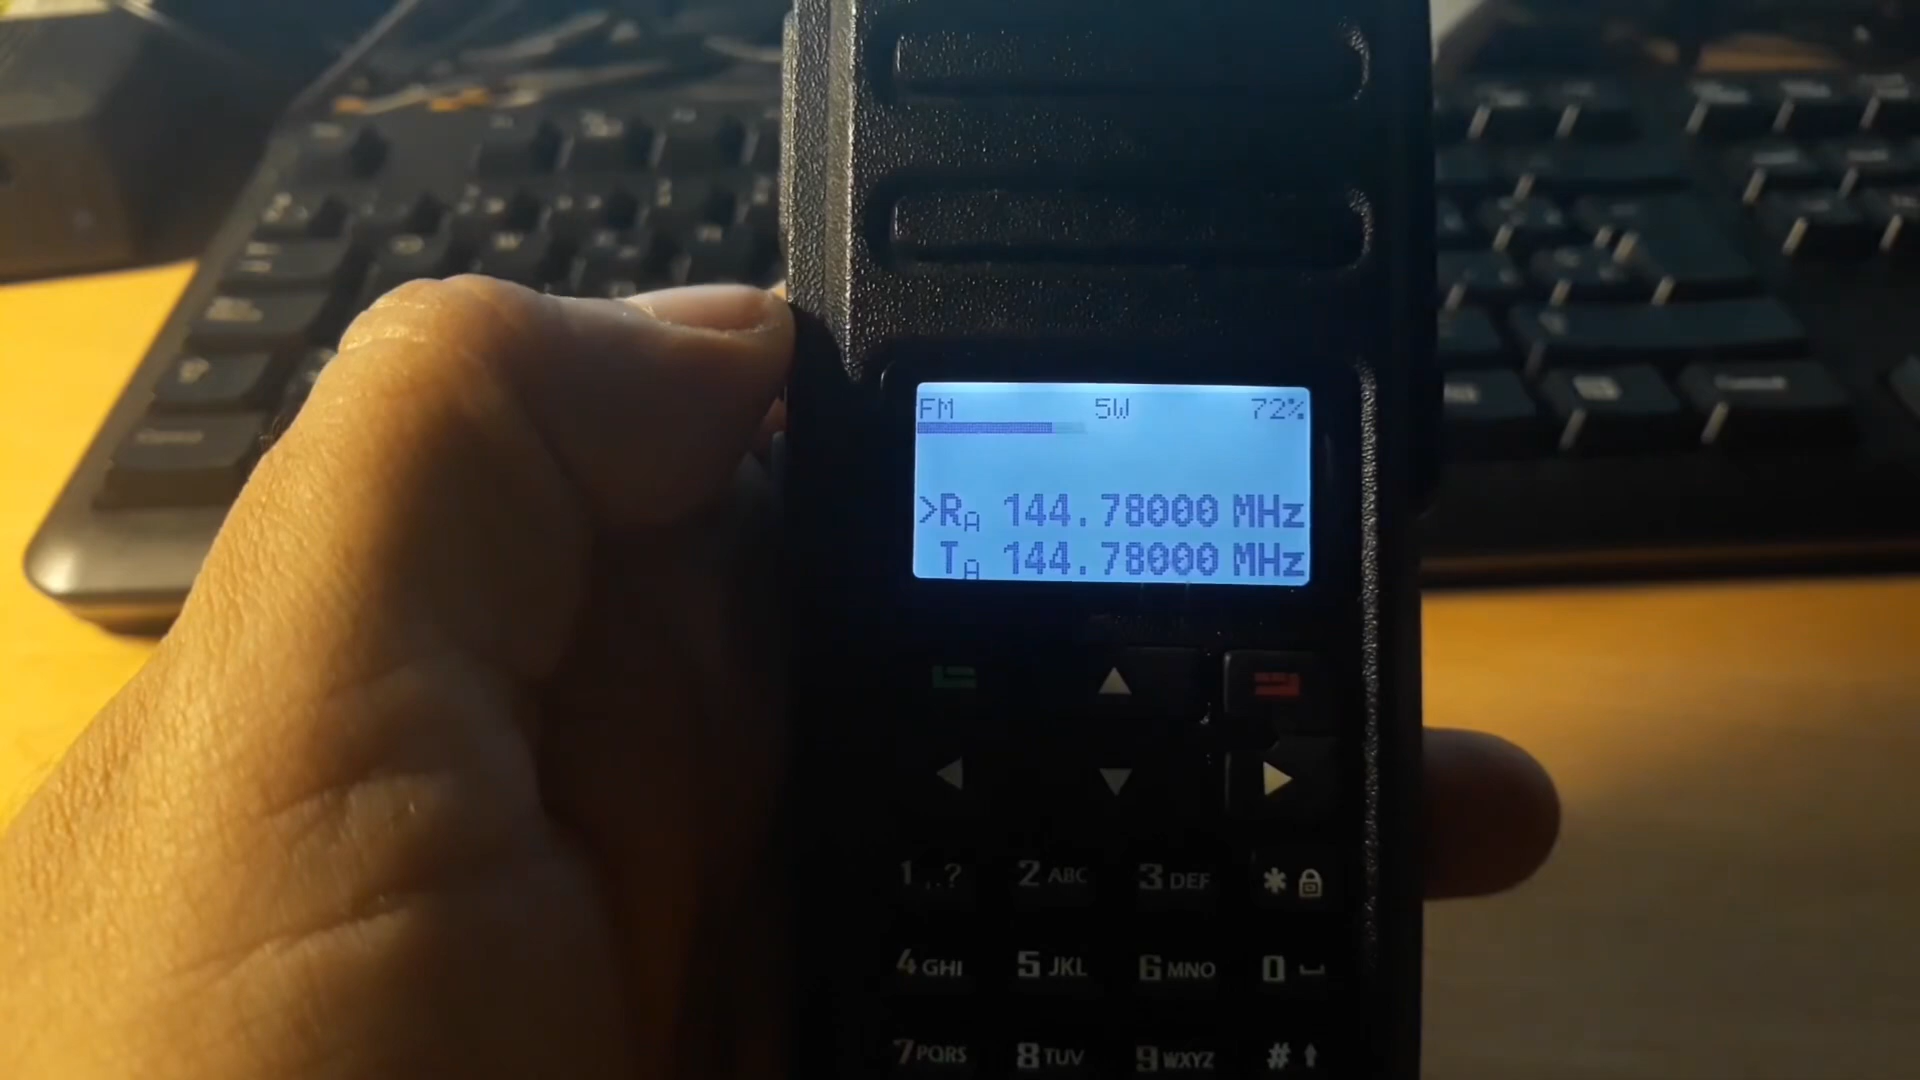 FM 5W 72%
>RA 144.78000 MHz
TA 144.78000 MHz
1 ,.? 2 ABC 3 DEF *
4 GHI 5 JKL 6 MNO 0
7 PQRS 8 TUV 9 WXYZ #